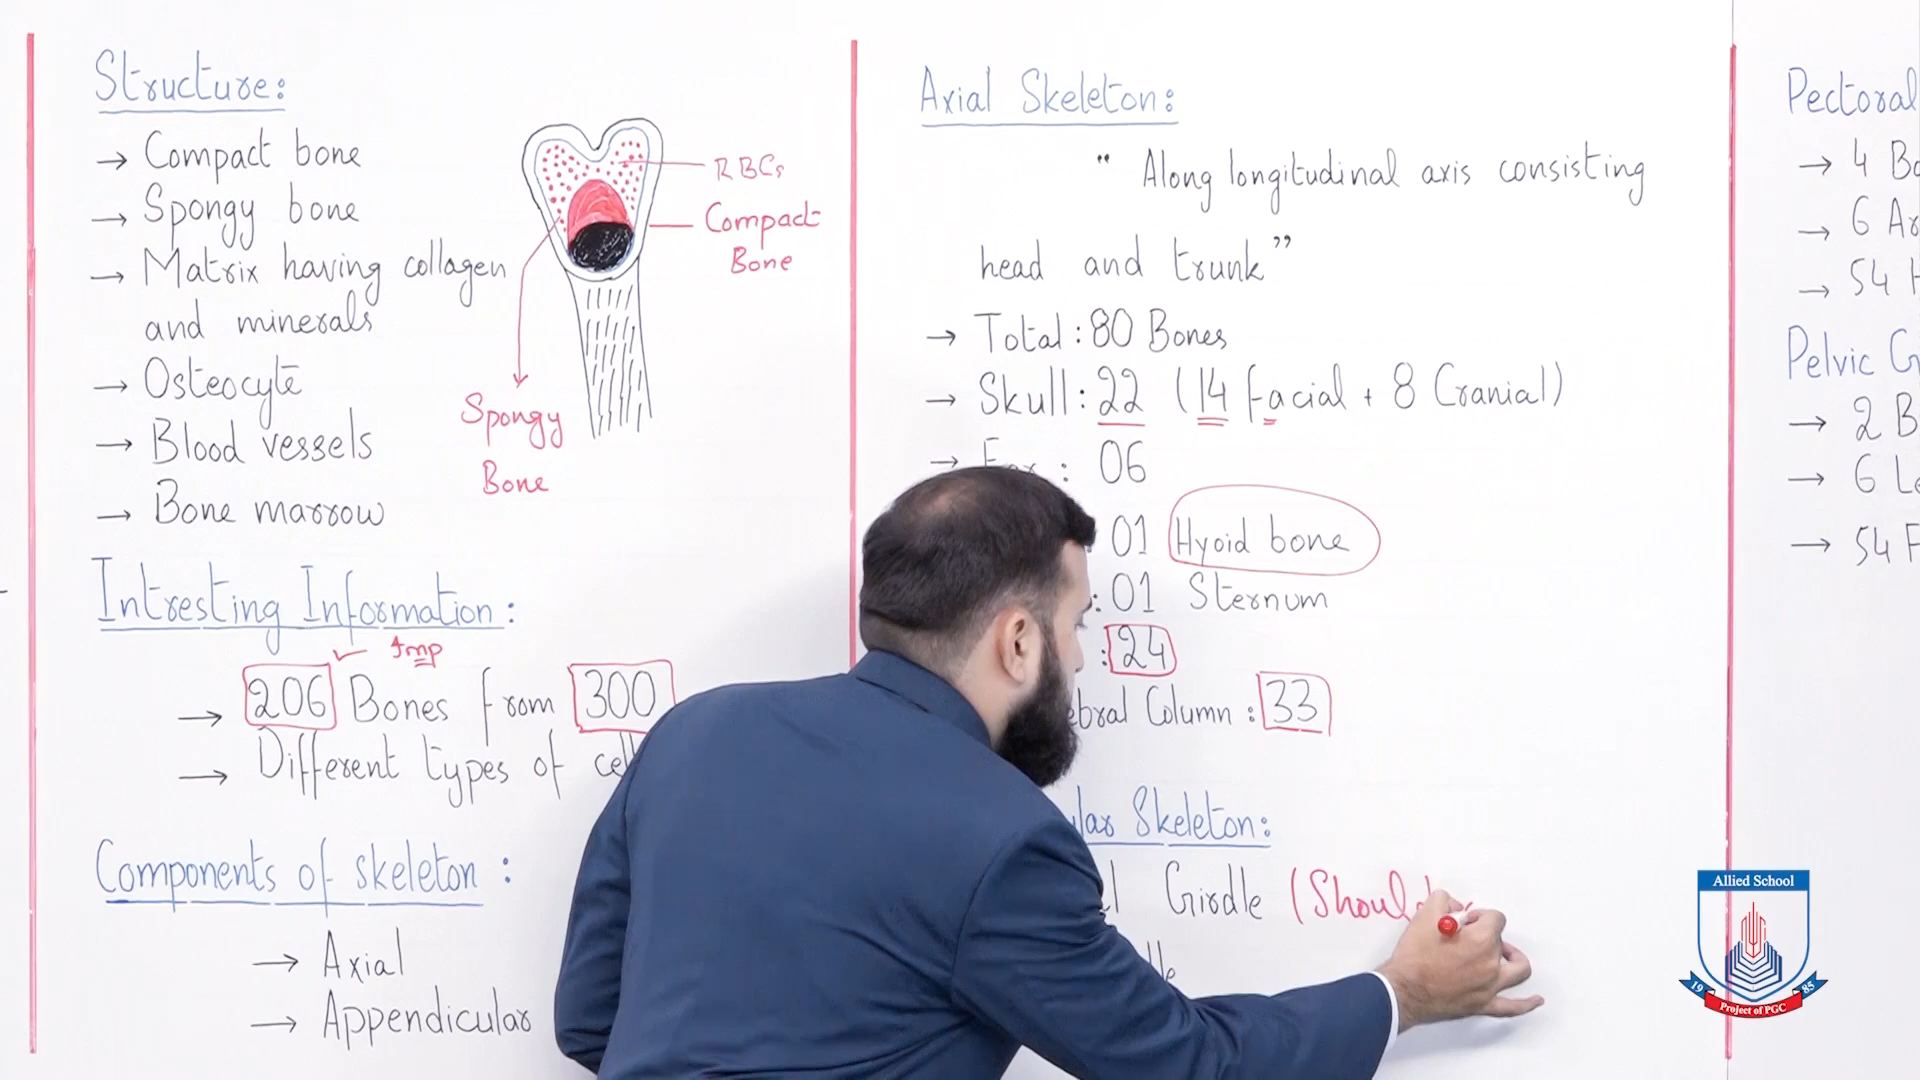 Structure:
→ Compact bone
→ Spongy bone
→ Matrix having collagen
and minerals
→ Osteocyte
→ Blood vessels
→ Bone marrow
RBCs
Compact
Bone
Spongy
Bone
Intresting Information:
Imp
→ 206 Bones from 300
→ Different types of
Components of skeleton:
→ Axial
→ Appendicular
Axial Skeleton:
" Along longitudinal axis consisting
head and trunk"
→ Total: 80 Bones
→ Skull: 22 (14 facial + 8 Cranial)
→ : 06
01 Hyoid bone
: 01 Sternum
: 24
Column: 33
Skeleton:
Girdle (
Pectoral
→ 4
→ 6
→ 54
Pelvic
→ 2
→ 6
→ 54
Allied School
1985
Project of PGC